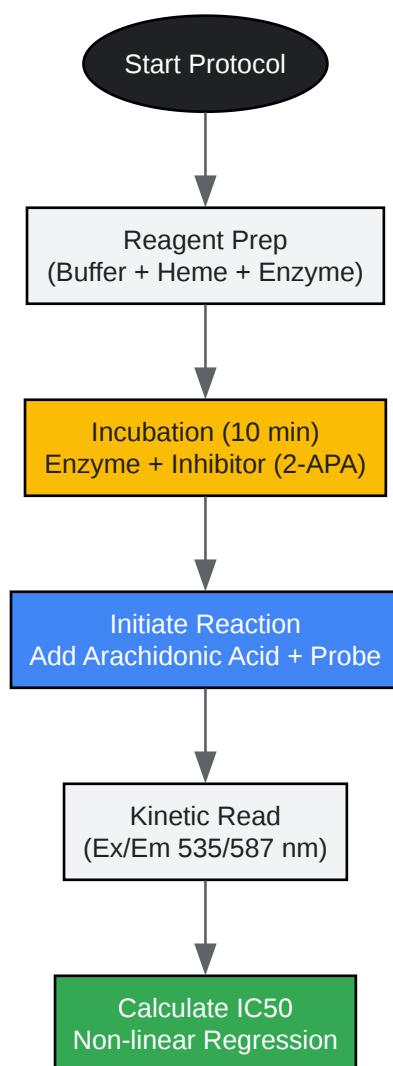 Start Protocol
Reagent Prep
(Buffer + Heme + Enzyme)
Incubation (10 min)
Enzyme + Inhibitor (2-APA)
Initiate Reaction
Add Arachidonic Acid + Probe
Kinetic Read
(Ex/Em 535/587 nm)
Calculate IC50
Non-linear Regression